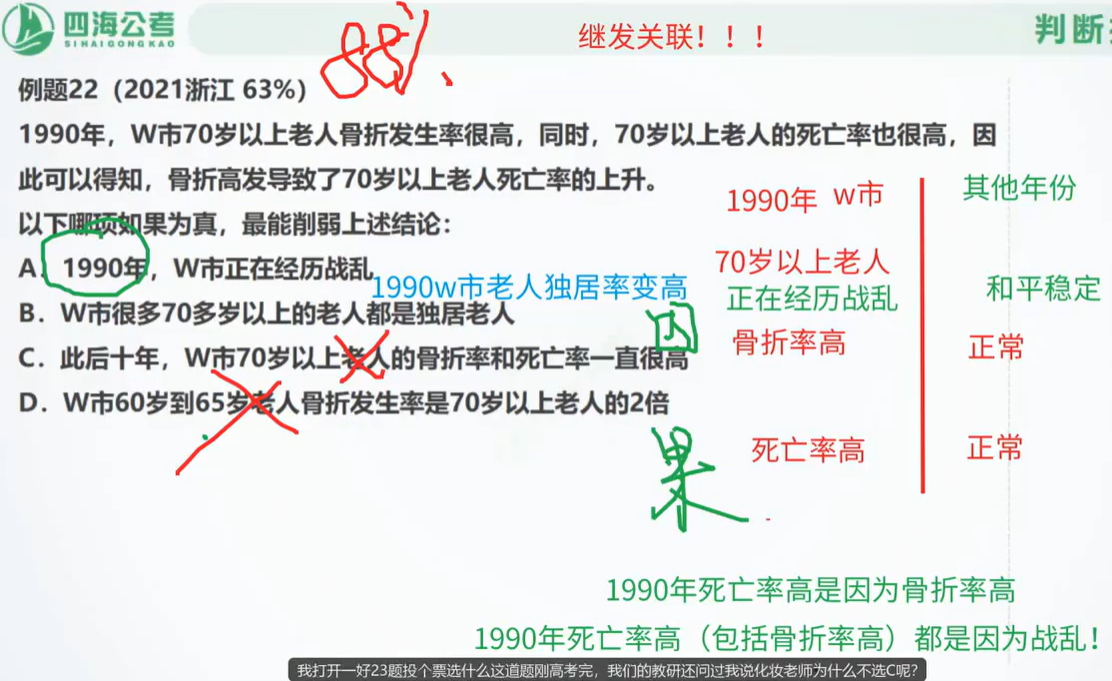 四海公考
SIHAIGONGKAO
88%
继发关联！！！
判断
例题22（2021浙江 63%）
1990年，W市70岁以上老人骨折发生率很高，同时，70岁以上老人的死亡率也很高，因
此可以得知，骨折高发导致了70岁以上老人死亡率的上升。
以下哪项如果为真，最能削弱上述结论：
A．1990年，W市正在经历战乱
B．W市很多70多岁以上的老人都是独居老人
C．此后十年，W市70岁以上老人的骨折率和死亡率一直很高
D．W市60岁到65岁老人骨折发生率是70岁以上老人的2倍
1990w市老人独居率变高
1990年 w市
其他年份
70岁以上老人
正在经历战乱
和平稳定
因
骨折率高
正常
果
死亡率高
正常
1990年死亡率高是因为骨折率高
1990年死亡率高（包括骨折率高）都是因为战乱！
我打开一好23题投个票选什么这道题刚高考完，我们的教研还问过我说化妆老师为什么不选C呢？